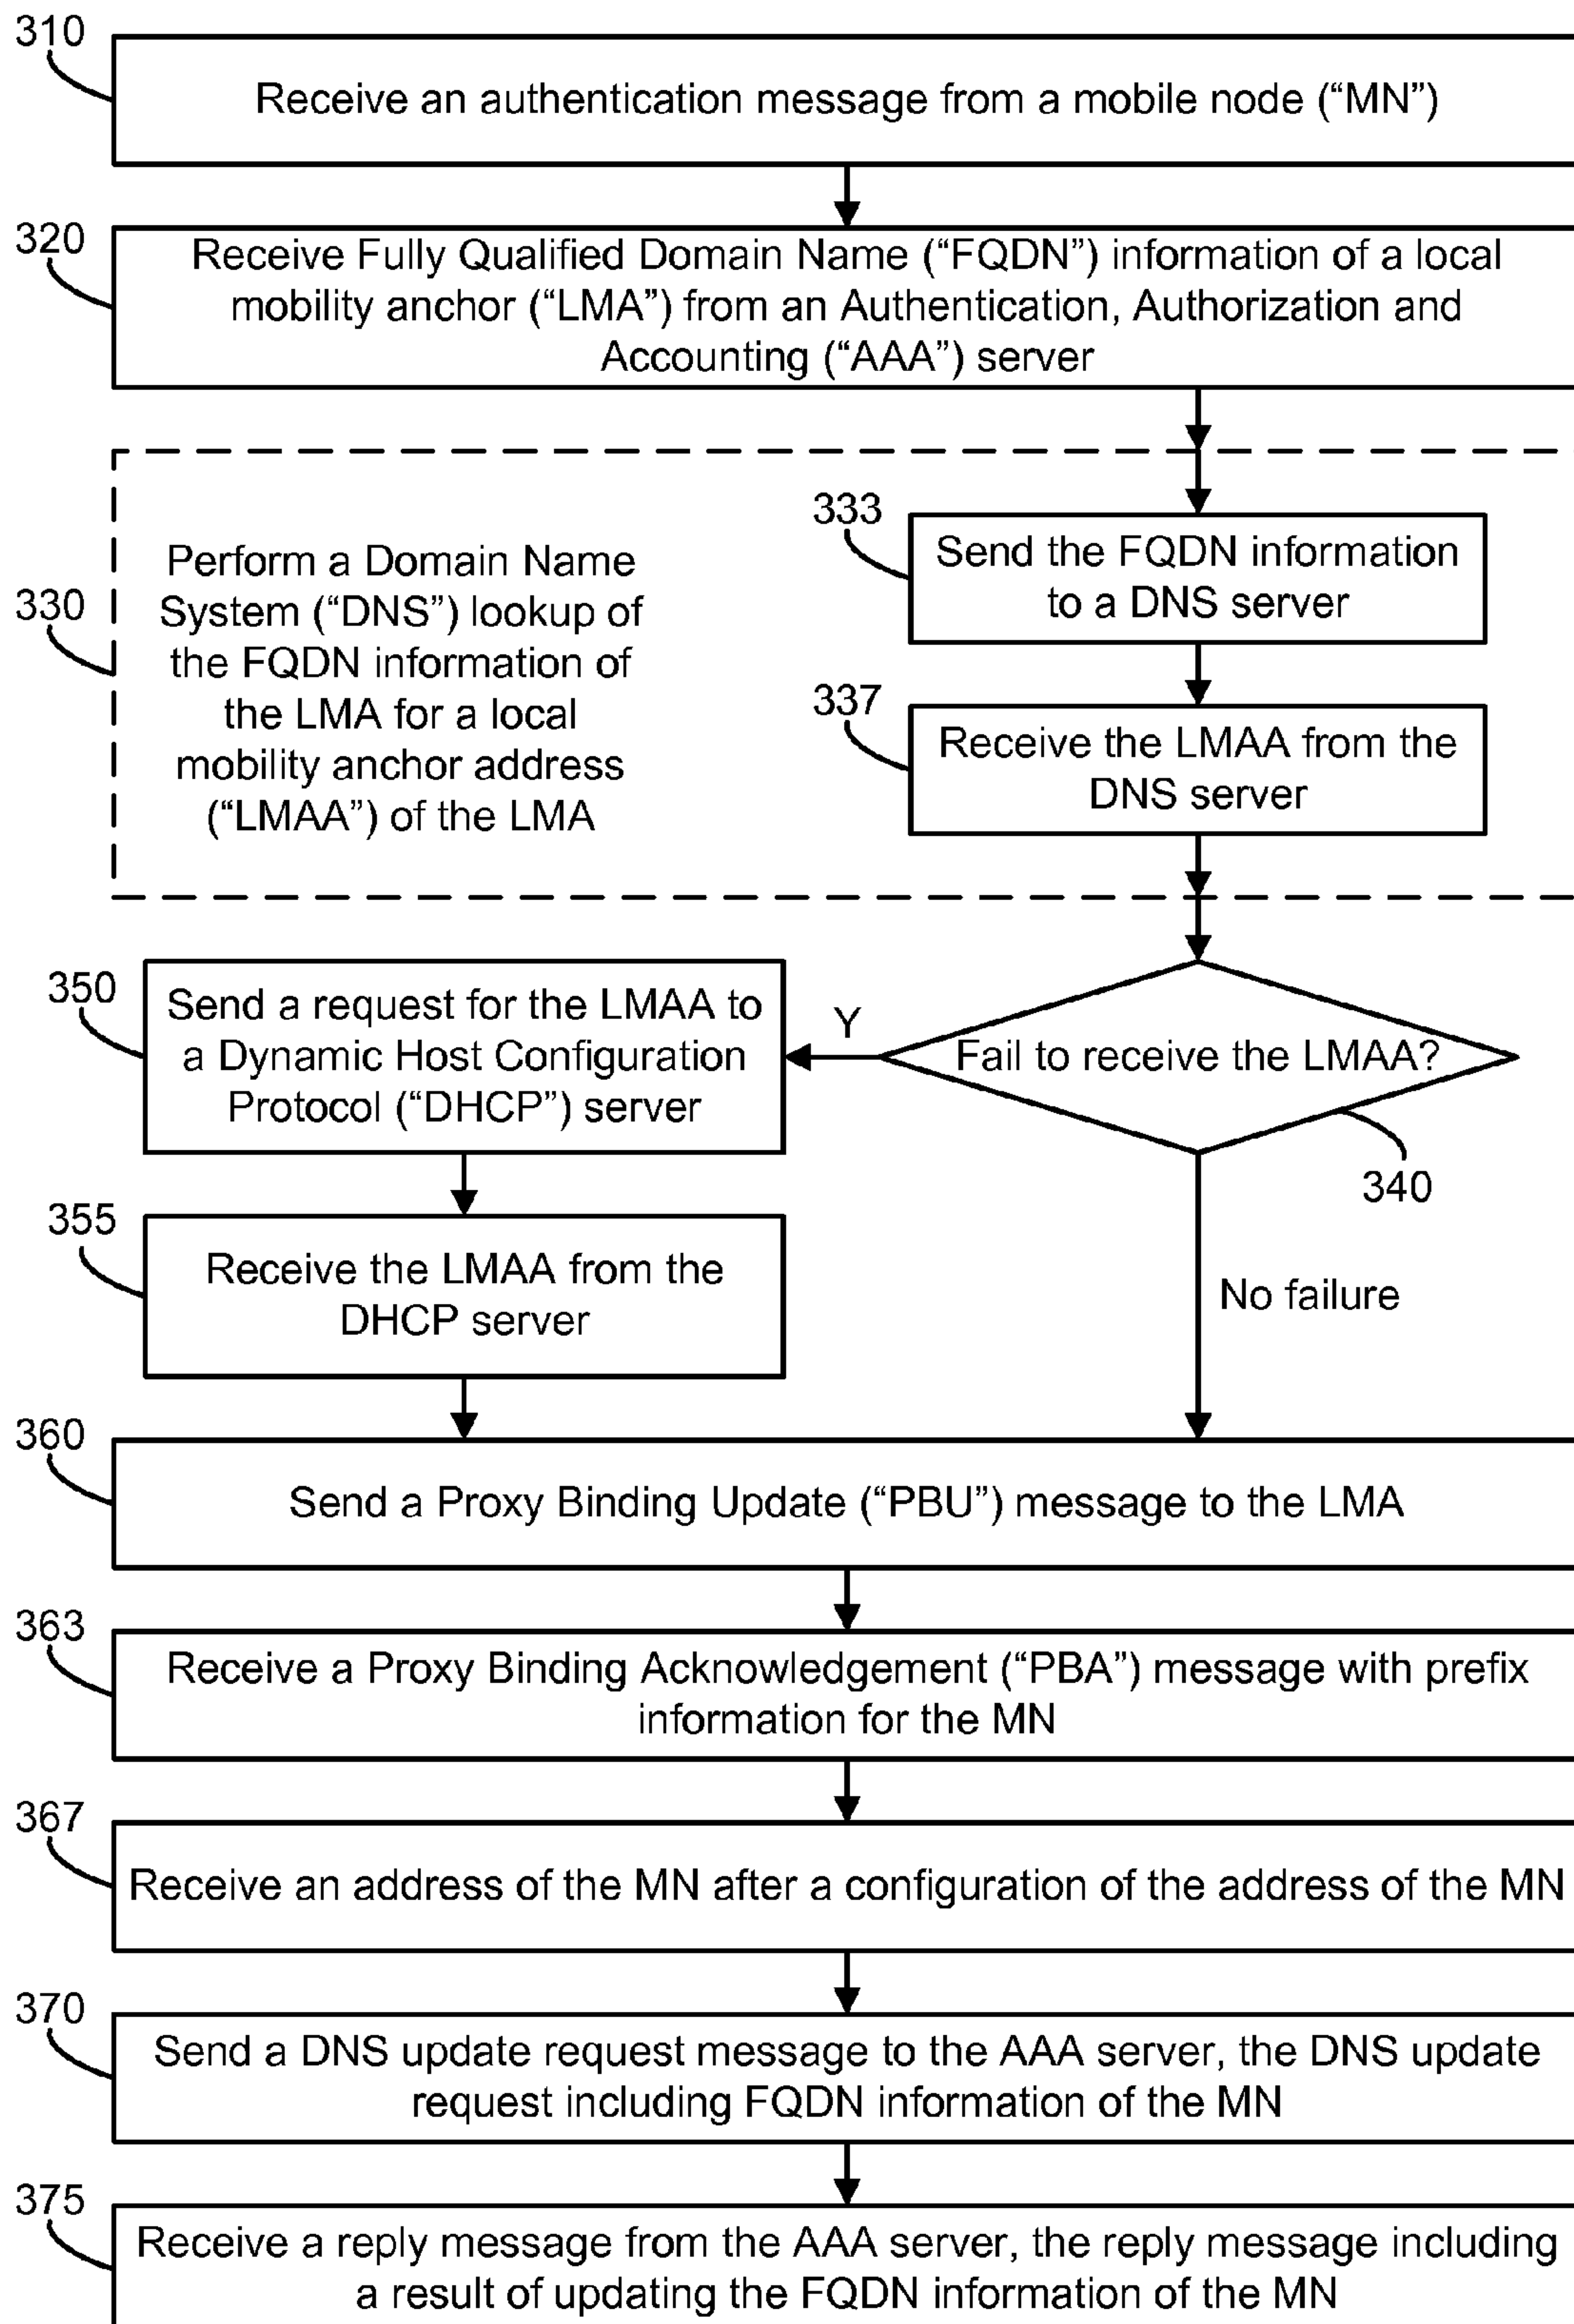 310
Receive an authentication message from a mobile node (“MN”)
320
Receive Fully Qualified Domain Name (“FQDN”) information of a local
mobility anchor (“LMA”) from an Authentication, Authorization and
Accounting (“AAA”) server
330
Perform a Domain Name
System (“DNS”) lookup of
the FQDN information of
the LMA for a local
mobility anchor address
(“LMAA”) of the LMA
333
Send the FQDN information
to a DNS server
337
Receive the LMAA from the
DNS server
Fail to receive the LMAA?
340
Y
350
Send a request for the LMAA to
a Dynamic Host Configuration
Protocol (“DHCP”) server
355
Receive the LMAA from the
DHCP server
No failure
360
Send a Proxy Binding Update (“PBU”) message to the LMA
363
Receive a Proxy Binding Acknowledgement (“PBA”) message with prefix
information for the MN
367
Receive an address of the MN after a configuration of the address of the MN
370
Send a DNS update request message to the AAA server, the DNS update
request including FQDN information of the MN
375
Receive a reply message from the AAA server, the reply message including
a result of updating the FQDN information of the MN